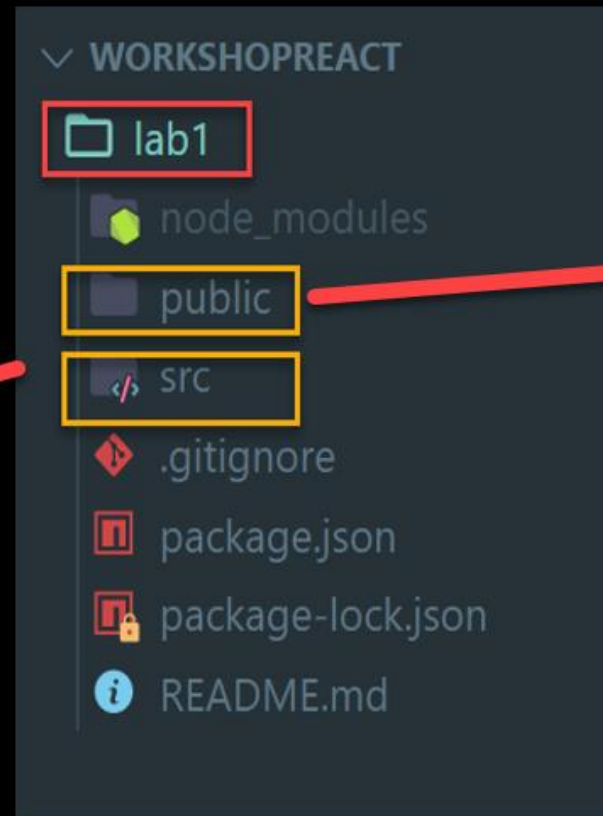 WORKSHOPREACT
lab1
node_modules
public
src
.gitignore
package.json
package-lock.json
README.md